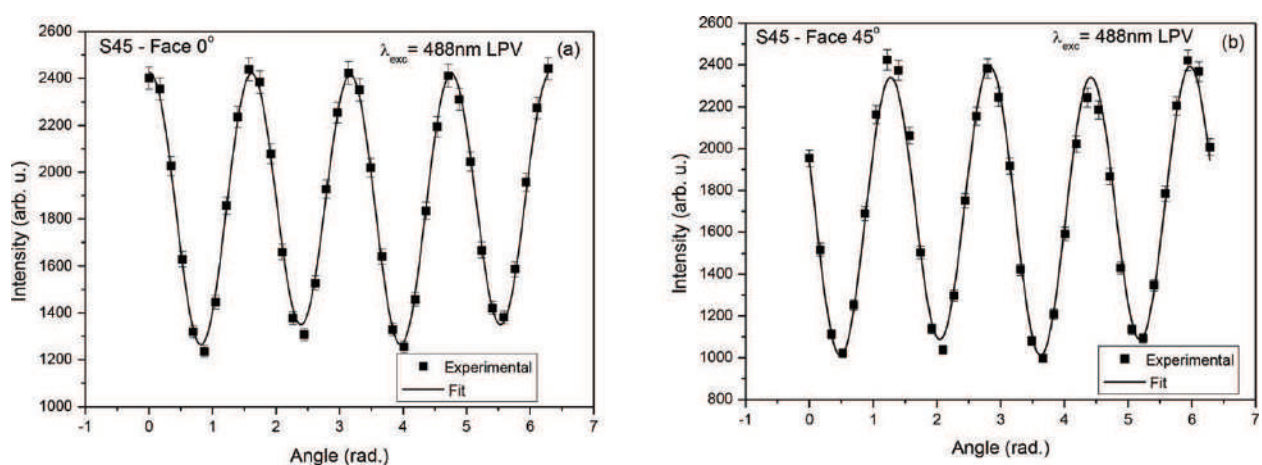 S45 - Face 0°
λexc = 488nm LPV
(a)
2600
2400
2200
2000
1800
1600
1400
1200
1000
Intensity (arb. u.)
Experimental
Fit
-1 0 1 2 3 4 5 6 7
Angle (rad.)
S45 - Face 45°
λexc = 488nm LPV
(b)
2600
2400
2200
2000
1800
1600
1400
1200
1000
800
Intensity (arb. u.)
Experimental
Fit
-1 0 1 2 3 4 5 6 7
Angle (rad.)